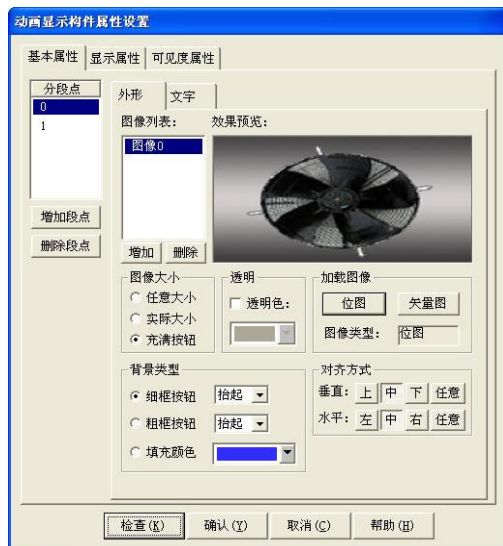 动画显示构件属性设置
基本属性 显示属性 可见度属性
分段点
0
1
增加段点
删除段点
外形 文字
图像列表: 效果预览:
图像0
增加 删除
图像大小
任意大小
实际大小
充满按钮
透明
透明色:
加载图像
位图 矢量图
图像类型: 位图
背景类型
细框按钮 抬起
粗框按钮 抬起
填充颜色
对齐方式
垂直: 上 中 下 任意
水平: 左 中 右 任意
检查(K) 确认(Y) 取消(C) 帮助(H)